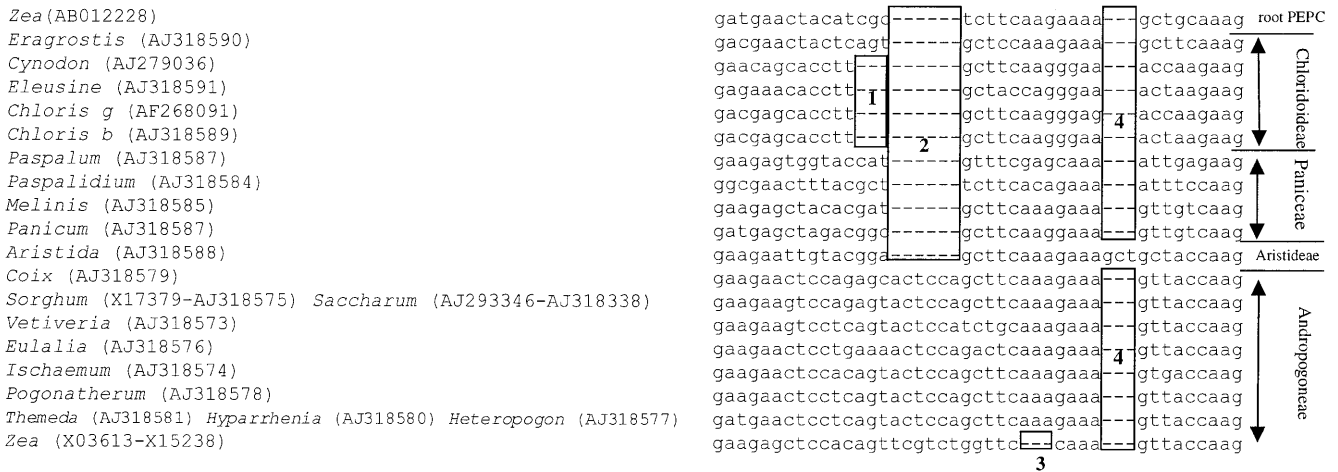 Zea(AB012228) gatgaactacatcgc------tcttcaagaaaa---gctgcaaag root PEPC
Eragrostis (AJ318590) gacgaactactcagt------gctccaagaaa---gcttcaaag
Cynodon (AJ279036) gaacagcacctt---------gcttcaagggaa---accaagaag
Eleusine (AJ318591) gagaaacacctt---------gctaccagggaa---actaagaag
Chloris g (AF268091) gacgagcacctt---------gcttcaagggag---accaagaag
Chloris b (AJ318589) gacgagcacctt---------gcttcaagggaa---actaagaag
Paspalum (AJ318587) gaagagtggtaccat------gtttcgagcaaa---attgagaag
Paspalidium (AJ318584) ggcgaactttacgct------tcttcacagaaa---atttccaag
Melinis (AJ318585) gaagagctacacgat------gcttcaaagaaa---gttgtcaag
Panicum (AJ318587) gatgagctagacggc------gcttcaaagaaa---gttgtcaag
Aristida (AJ318588) gaagaattgtacgga------gcttcaagaaagctgctaccaag
Coix (AJ318579) gaagaactccagagcactccagcttcaaagaaa---gttaccaag
Sorghum (X17379-AJ318575) Saccharum (AJ293346-AJ318338) gaagaagtccagagtactccagcttcaaagaaa---gttaccaag
Vetiveria (AJ318573) gaagaagtcctcagtactccatctgcaaagaaa---gttaccaag
Eulalia (AJ318576) gaagaactcctgaaaactccagactcaaagaaa---gttaccaag
Ischaemum (AJ318574) gaagaactccacagtactccagcttcaaagaaa---gtgaccaag
Pogonatherum (AJ318578) gaagaactccagagtactccagcttcaaagaaa---gttaccaag
Themeda (AJ318581) Hyparrhenia (AJ318580) Heteropogon (AJ318577) gatgaactccagagtactccagcttcaaagaaa---gttaccaag
Zea (X03613-X15238) gaagagctccacagttcgtctggttc---caaa---gttaccaag
1
2
4
4
3
Chloridoideae
Paniceae
Aristideae
Andropogoneae